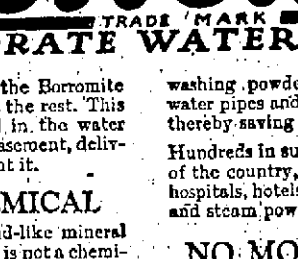 TRADE MARK
RATE WATER
the Borromite
the rest. This
in the water
asement, deliv-
it it.
MICAL
d-like mineral
is not a chemi-
washing powde
water pipes and
thereby saving
Hundreds in su
of the country,
hospitals, hotels
and steam pow
NO MO